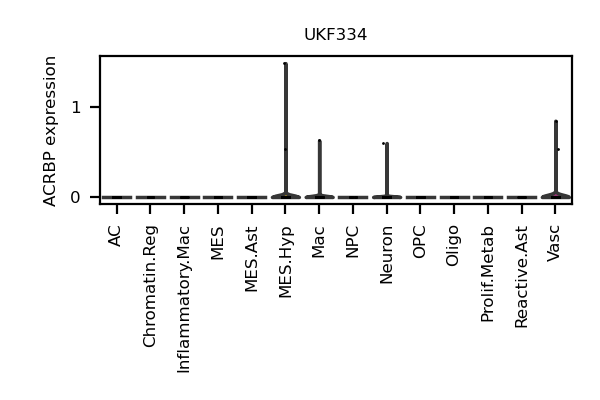 UKF334
ACRBP expression
1
0
AC
Chromatin.Reg
Inflammatory.Mac
MES
MES.Ast
MES.Hyp
Mac
NPC
Neuron
OPC
Oligo
Prolif.Metab
Reactive.Ast
Vasc